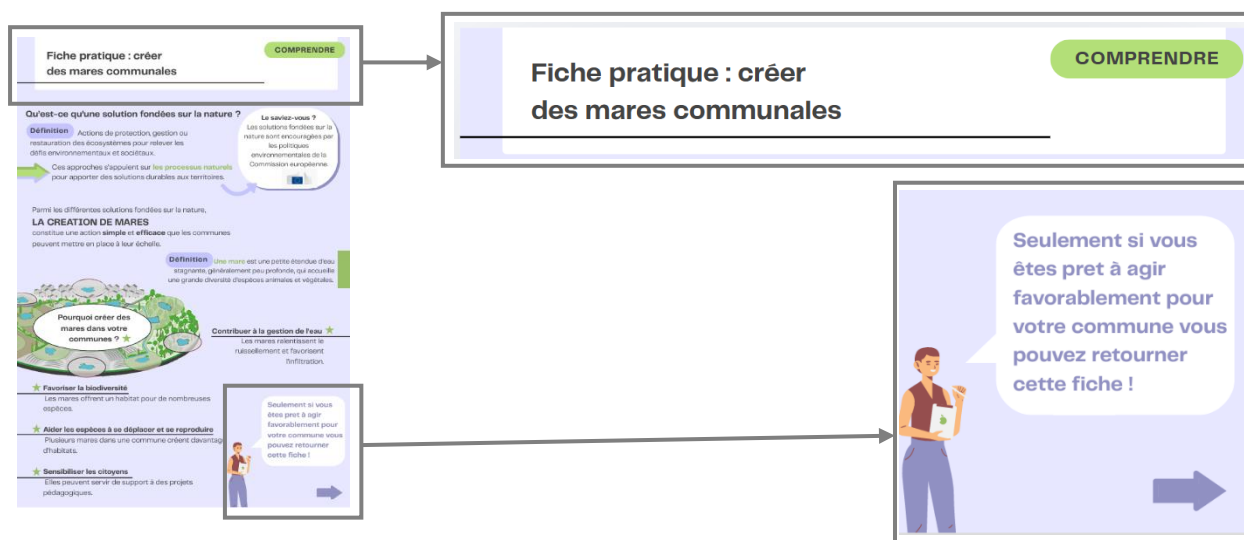 Fiche pratique : créer
des mares communales
COMPRENDRE
Qu'est-ce qu'une solution fondées sur la nature ?
Définition Actions de protection, gestion ou
restauration des écosystèmes pour relever les
défis environnementaux et sociétaux.
Ces approches s'appuient sur les processus naturels
pour apporter des solutions durables aux territoires.
Le saviez-vous ?
Les solutions fondées sur la
nature sont encouragées par
les politiques
environnementales de la
Commission européenne.
Parmi les différentes solutions fondées sur la nature,
LA CREATION DE MARES
constitue une action simple et efficace que les communes
peuvent mettre en place à leur échelle.
Définition Une mare est une petite étendue d'eau
stagnante, généralement peu profonde, qui accueille
une grande diversité d'espèces animales et végétales.
Pourquoi créer des
mares dans votre
communes ?
Contribuer à la gestion de l'eau
Les mares ralentissent le
ruissellement et favorisent
l'infiltration.
Favoriser la biodiversité
Les mares offrent un habitat pour de nombreuses
espèces.
Aider les espèces à se déplacer et se reproduire
Plusieurs mares dans une commune créent davantag
d'habitats.
Sensibiliser les citoyens
Elles peuvent servir de support à des projets
pédagogiques.
Seulement si vous
êtes pret à agir
favorablement pour
votre commune vous
pouvez retourner
cette fiche !
Fiche pratique : créer
des mares communales
COMPRENDRE
Seulement si vous
êtes pret à agir
favorablement pour
votre commune vous
pouvez retourner
cette fiche !